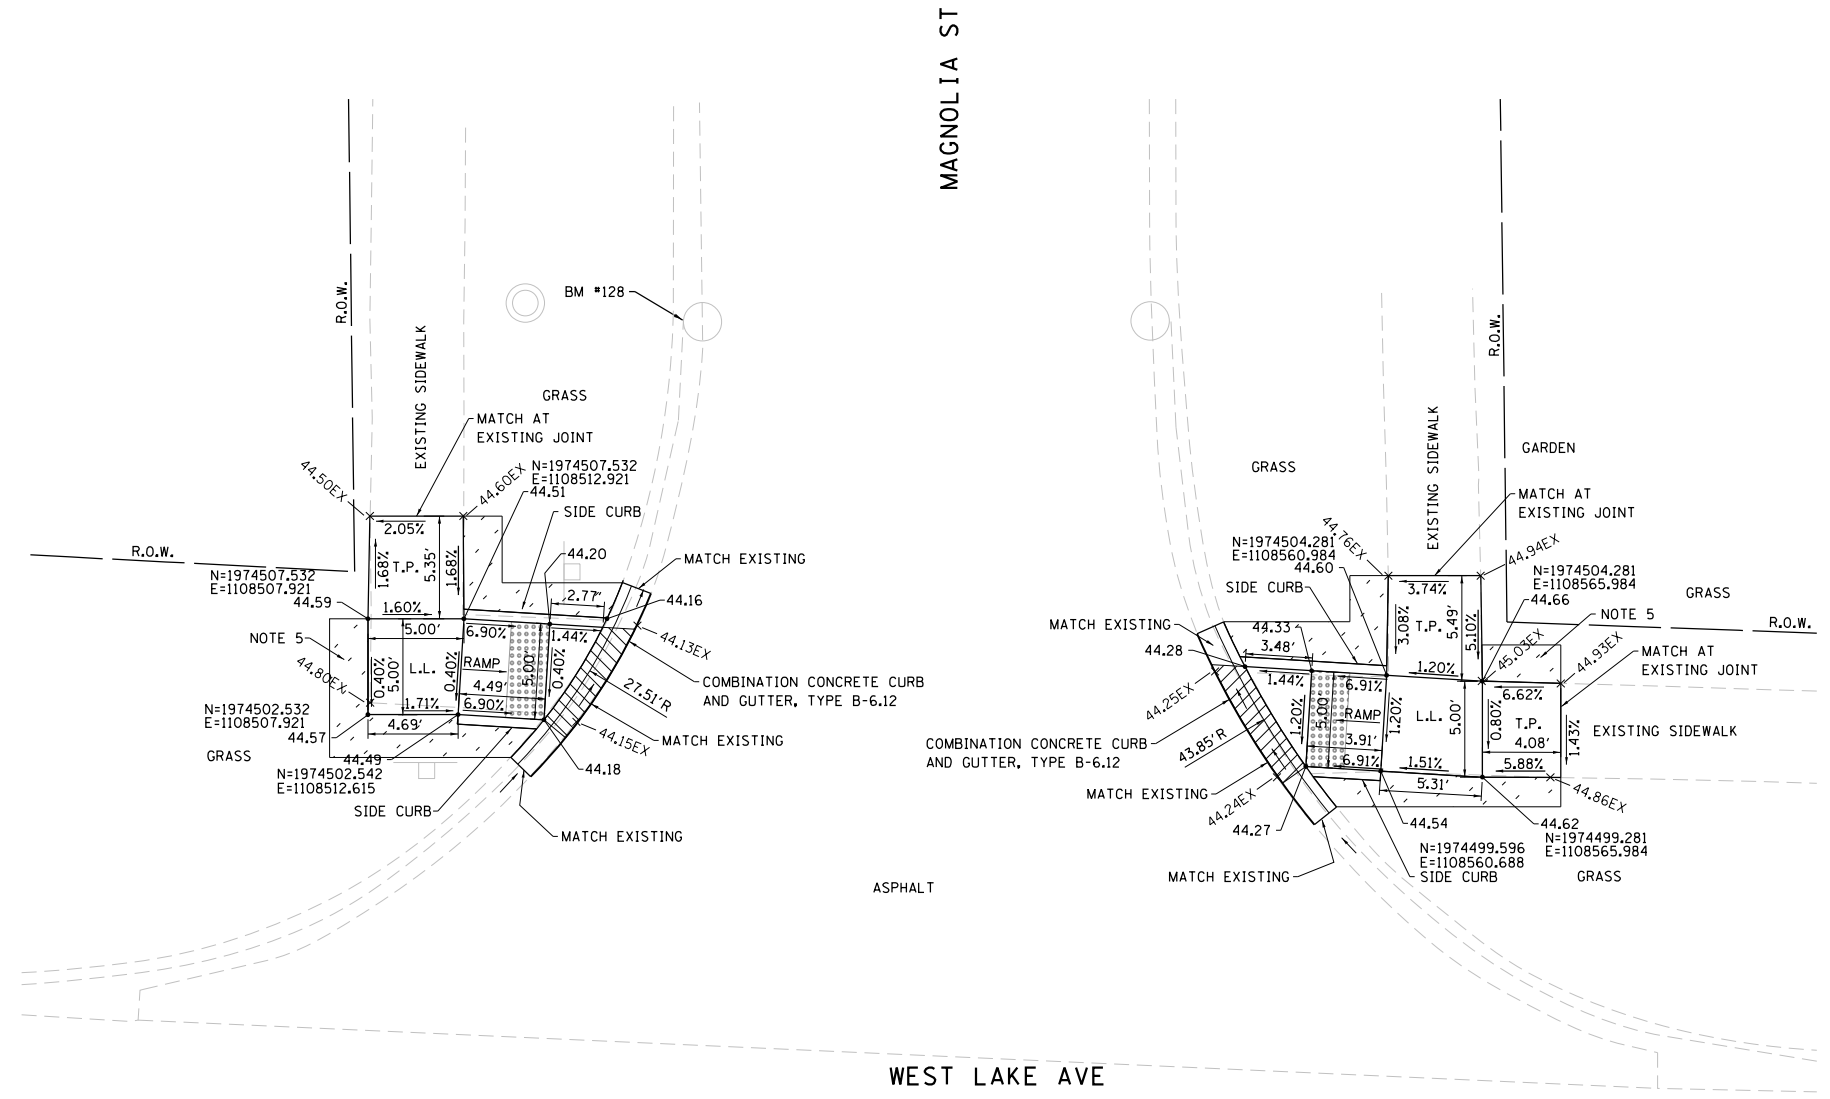 MAGNOLIA ST
R.O.W.
BM #128
EXISTING SIDEWALK
GRASS
MATCH AT
EXISTING JOINT
44.50EX
44.60EX
N=1974507.532
E=1108512.921
44.51
SIDE CURB
R.O.W.
2.05%
44.20
MATCH EXISTING
1.68%
T.P.
5.35'
1.68%
N=1974507.532
E=1108507.921
44.59
1.60%
2.77'
44.16
5.00'
6.90%
1.44%
44.13EX
NOTE 5
44.80EX
0.40%
5.00'
L.L.
0.40%
RAMP
5.00'
0.40%
4.49'
27.51'R
COMBINATION CONCRETE CURB
AND GUTTER, TYPE B-6.12
1.71%
6.90%
N=1974502.532
E=1108507.921
44.57
4.69'
44.15EX
MATCH EXISTING
GRASS
44.49
N=1974502.542
E=1108512.615
44.18
SIDE CURB
MATCH EXISTING
R.O.W.
EXISTING SIDEWALK
GARDEN
GRASS
MATCH AT
EXISTING JOINT
44.76EX
44.94EX
N=1974504.281
E=1108560.984
44.60
SIDE CURB
N=1974504.281
E=1108565.984
44.66
GRASS
NOTE 5
R.O.W.
3.74%
3.08%
T.P.
5.49'
5.10%
MATCH EXISTING
44.33
44.28
3.48'
45.03EX
44.93EX
MATCH AT
EXISTING JOINT
1.20%
1.44%
6.91%
6.62%
44.25EX
1.20%
5.00'
RAMP
1.20%
L.L.
5.00'
0.80%
T.P.
1.43%
EXISTING SIDEWALK
COMBINATION CONCRETE CURB
AND GUTTER, TYPE B-6.12
43.85'R
3.91'
4.08'
6.91%
1.51%
5.88%
5.31'
MATCH EXISTING
44.24EX
44.86EX
44.27
44.54
44.62
N=1974499.281
E=1108565.984
N=1974499.596
E=1108560.688
SIDE CURB
MATCH EXISTING
GRASS
ASPHALT
WEST LAKE AVE